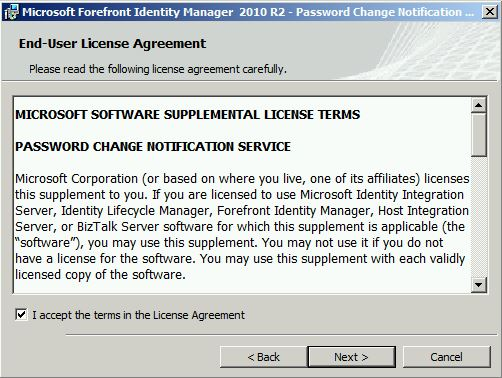 Microsoft Forefront Identity Manager 2010 R2 - Password Change Notification ...
End-User License Agreement
Please read the following license agreement carefully.
MICROSOFT SOFTWARE SUPPLEMENTAL LICENSE TERMS
PASSWORD CHANGE NOTIFICATION SERVICE
Microsoft Corporation (or based on where you live, one of its affiliates) licenses
this supplement to you. If you are licensed to use Microsoft Identity Integration
Server, Identity Lifecycle Manager, Forefront Identity Manager, Host Integration
Server, or BizTalk Server software for which this supplement is applicable (the
“software”), you may use this supplement. You may not use it if you do not
have a license for the software. You may use this supplement with each validly
licensed copy of the software.
I accept the terms in the License Agreement
< Back Next > Cancel